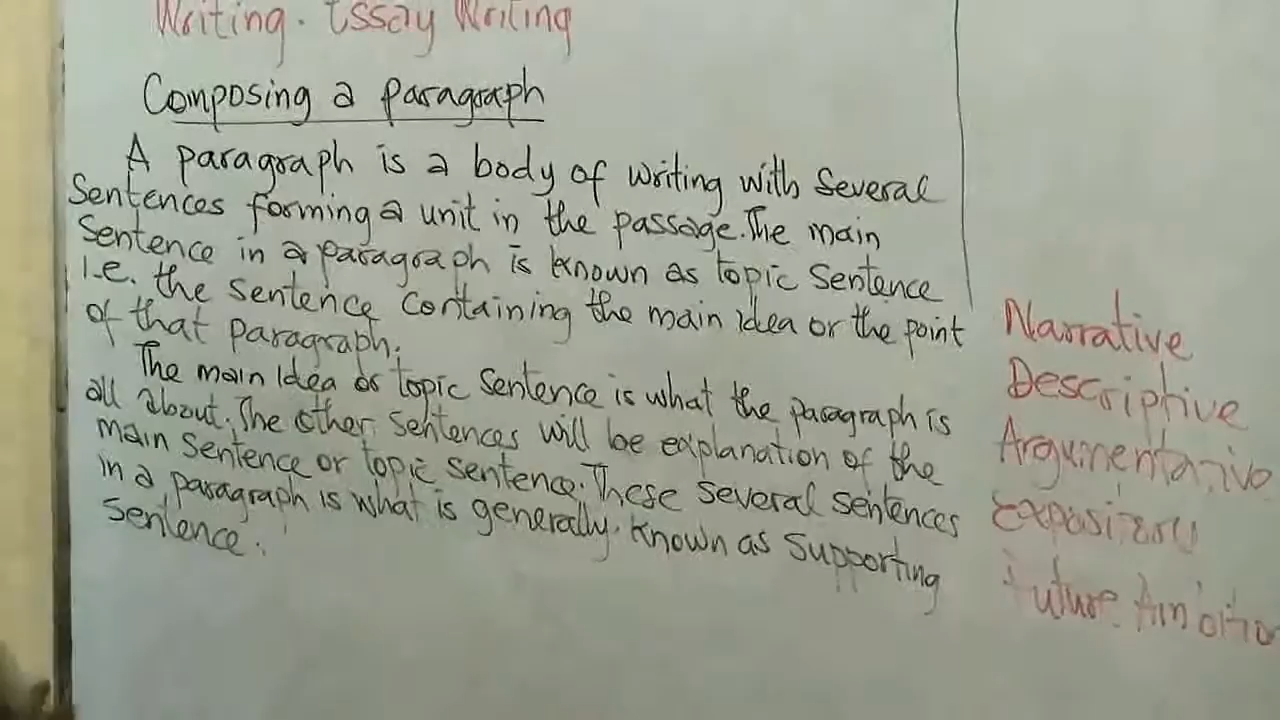 Writing. Essay Writing
Composing a paragraph
A paragraph is a body of writing with several
sentences forming a unit in the passage. The main
sentence in a paragraph is known as topic sentence
i.e. the sentence containing the main idea or the point
of that paragraph.
The main idea or topic sentence is what the paragraph is
all about. The other sentences will be explanation of the
main sentence or topic sentence. These several sentences
in a paragraph is what is generally known as supporting
sentence.
Narrative
Descriptive
Argumentative
Expository
Future Ambition